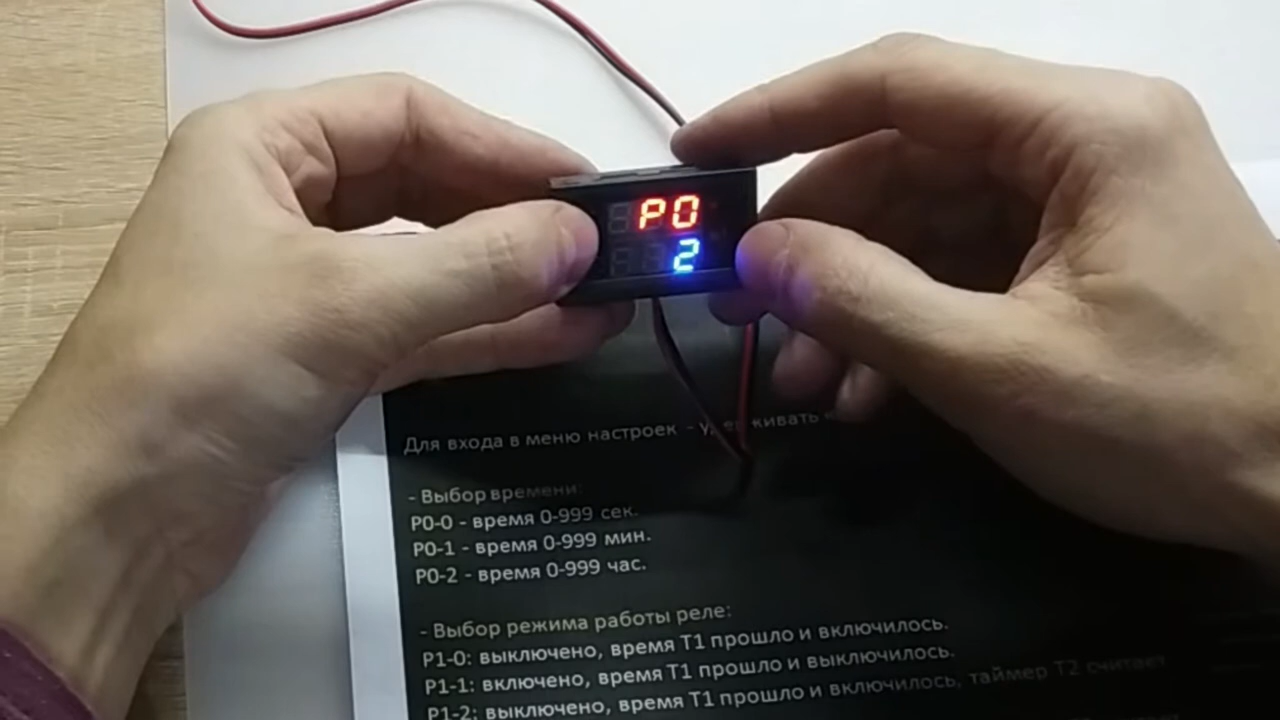 P0
2
Для входа в меню настроек - удерживать
- Выбор времени:
P0-0 - время 0-999 сек.
P0-1 - время 0-999 мин.
P0-2 - время 0-999 час.
- Выбор режима работы реле:
P1-0: выключено, время T1 прошло и включилось.
P1-1: включено, время T1 прошло и выключилось.
P1-2: выключено, время T1 прошло и включилось, таймер T2 считает